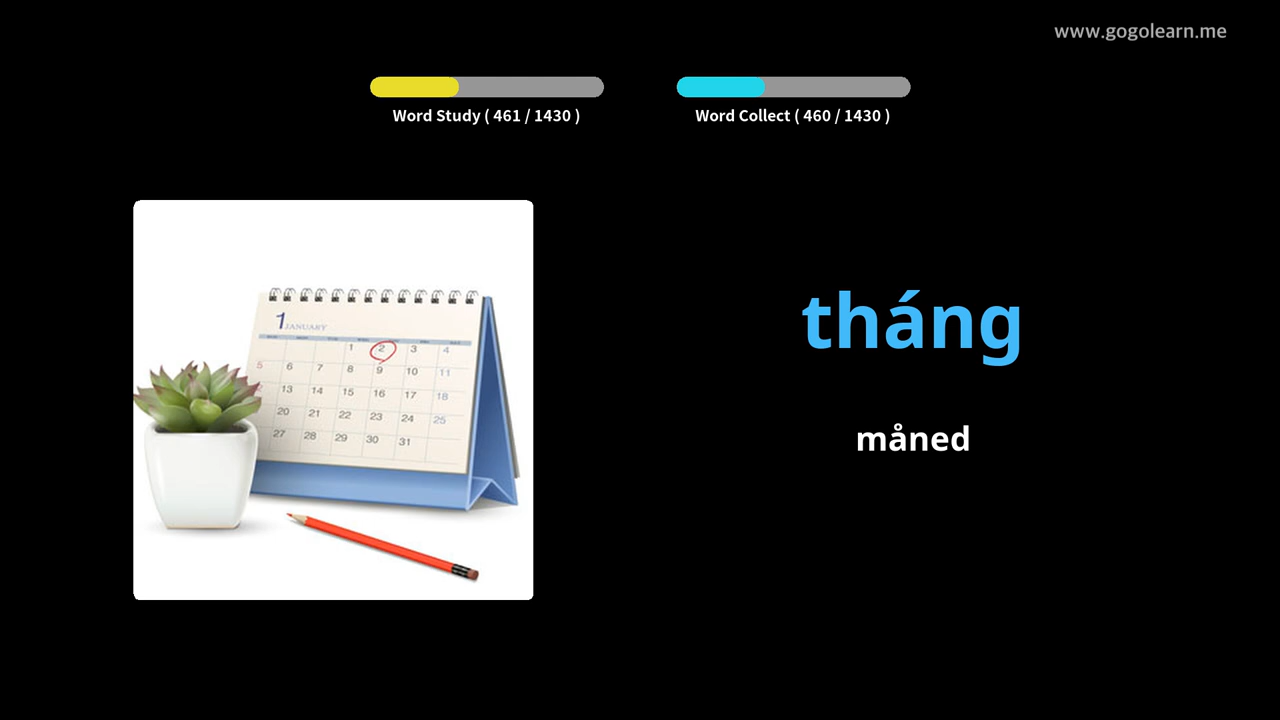 www.gogolearn.me
Word Study ( 461 / 1430 )
Word Collect ( 460 / 1430 )
tháng
måned
1 JANUARY
1 2 3 4
5 6 7 8 9 10 11
13 14 15 16 17 18
20 21 22 23 24 25
27 28 29 30 31